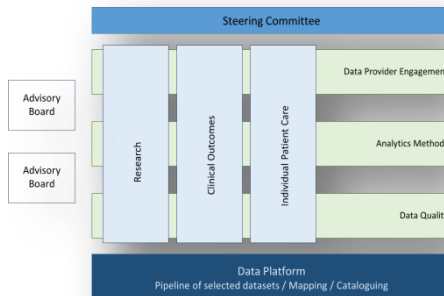 Steering Committee
Data Provider Engagemen
Advisory
Board
Analytics Method
Advisory
Board
Research
Clinical Outcomes
Individual Patient Care
Data Qualit
Data Platform
Pipeline of selected datasets / Mapping / Cataloguing